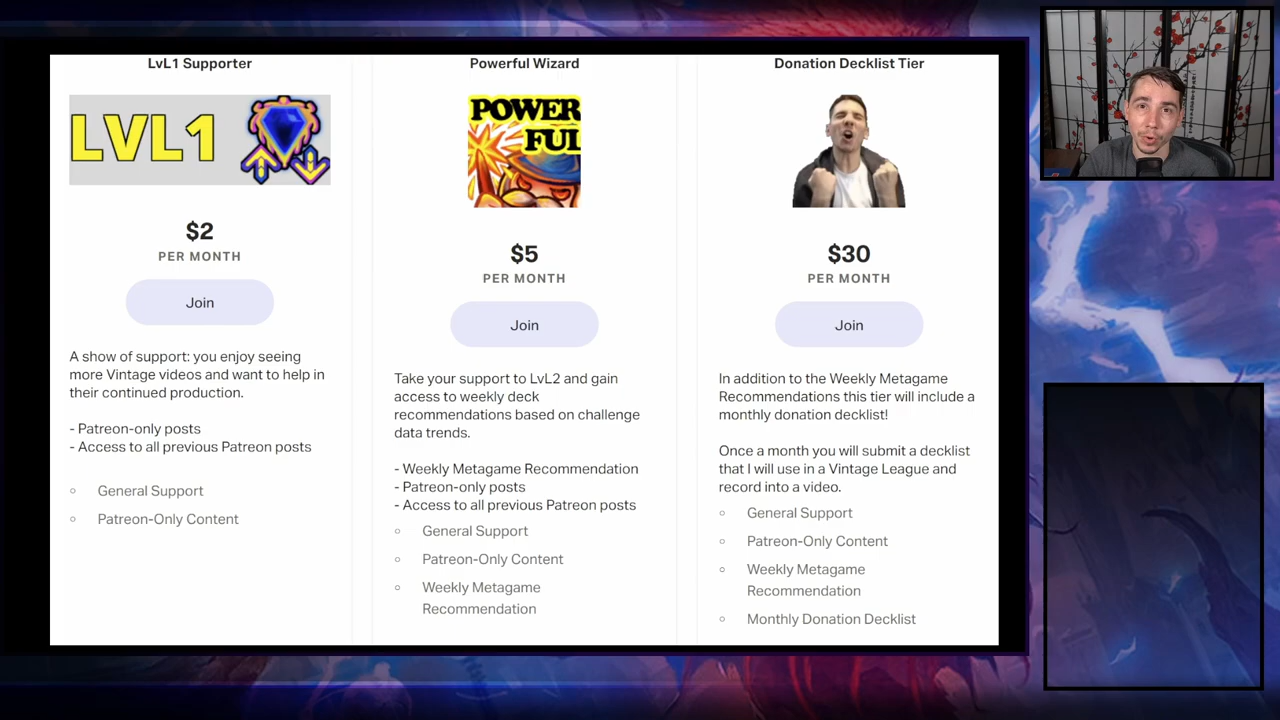 LvL1 Supporter
LVL1
$2
PER MONTH
Join
A show of support: you enjoy seeing
more Vintage videos and want to help in
their continued production.
- Patreon-only posts
- Access to all previous Patreon posts
General Support
Patreon-Only Content
Powerful Wizard
POWER
FUL
$5
PER MONTH
Join
Take your support to LvL2 and gain
access to weekly deck
recommendations based on challenge
data trends.
- Weekly Metagame Recommendation
- Patreon-only posts
- Access to all previous Patreon posts
General Support
Patreon-Only Content
Weekly Metagame
Recommendation
Donation Decklist Tier
$30
PER MONTH
Join
In addition to the Weekly Metagame
Recommendations this tier will include a
monthly donation decklist!
Once a month you will submit a decklist
that I will use in a Vintage League and
record into a video.
General Support
Patreon-Only Content
Weekly Metagame
Recommendation
Monthly Donation Decklist